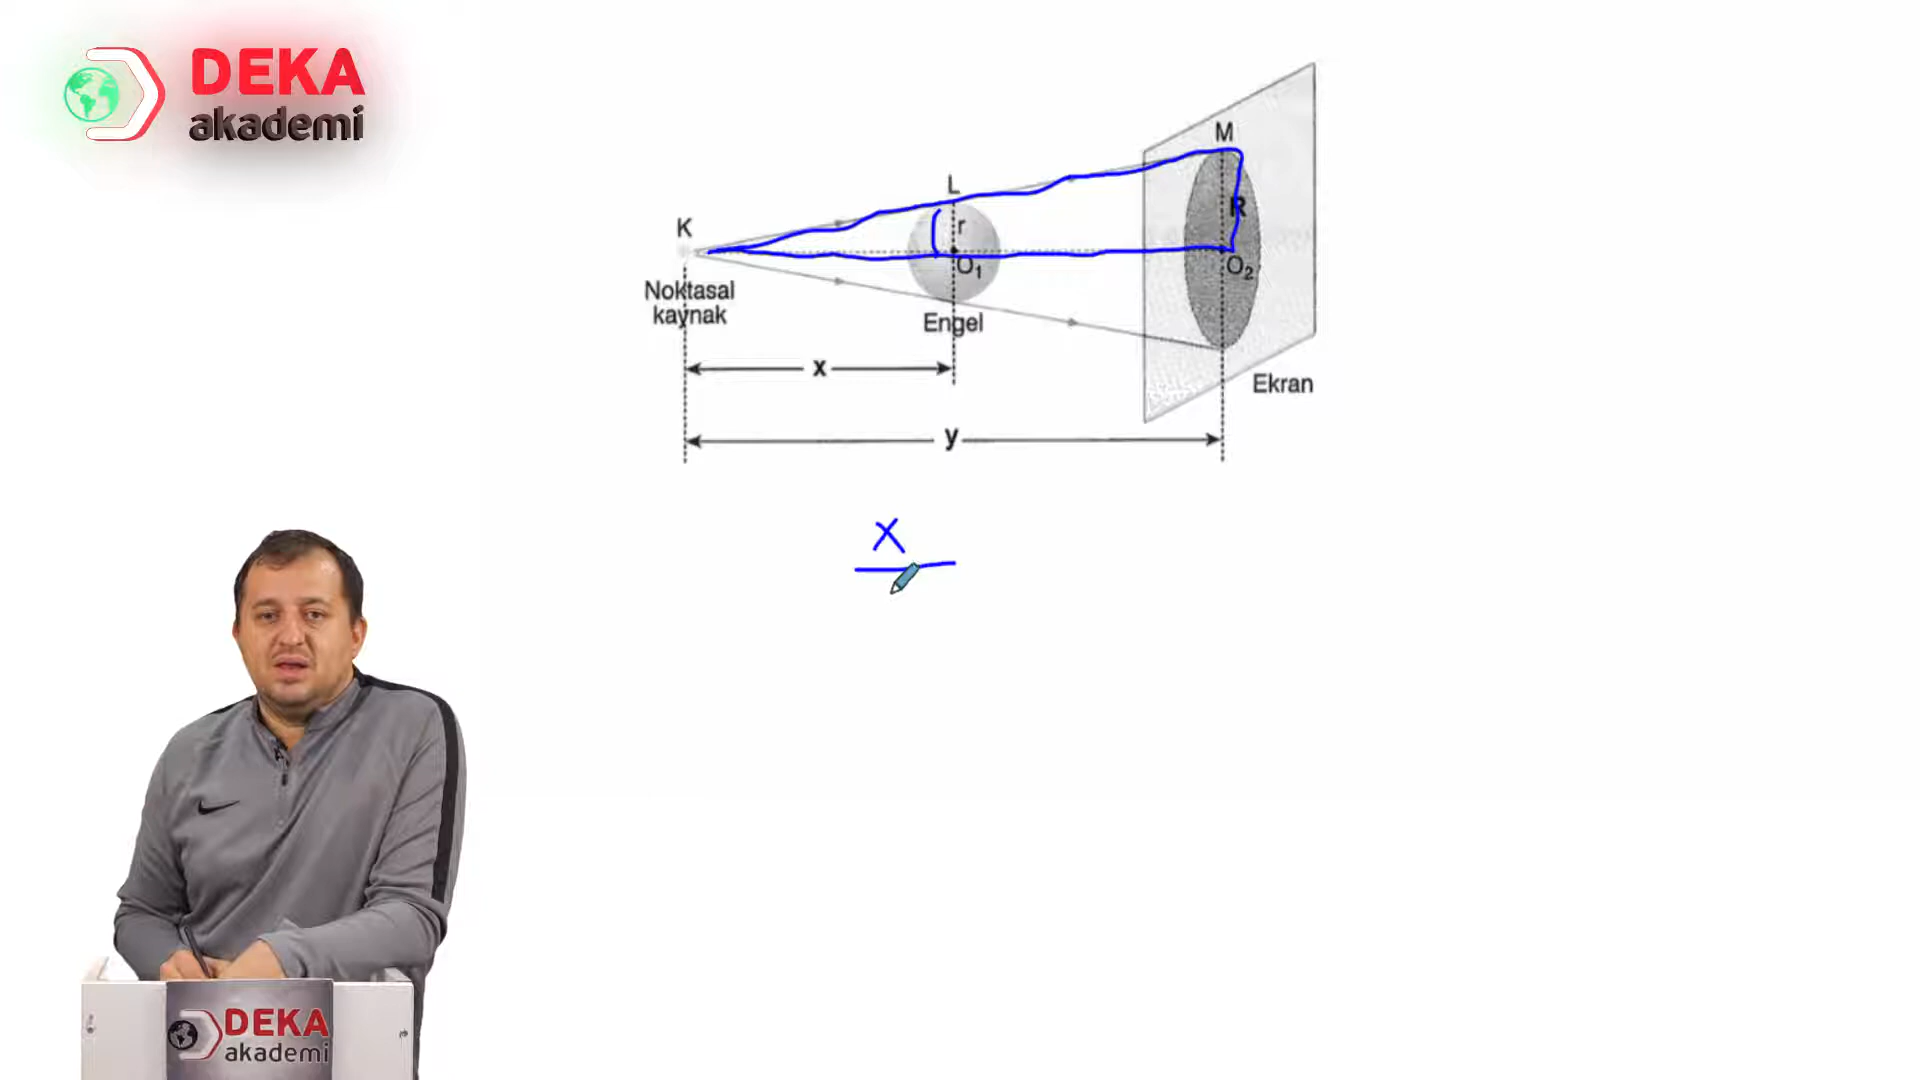 DEKA
akademi
M
L
K
r
R
O₁
O₂
Noktasal
kaynak
Engel
x
Ekran
y
X
DEKA
akademi